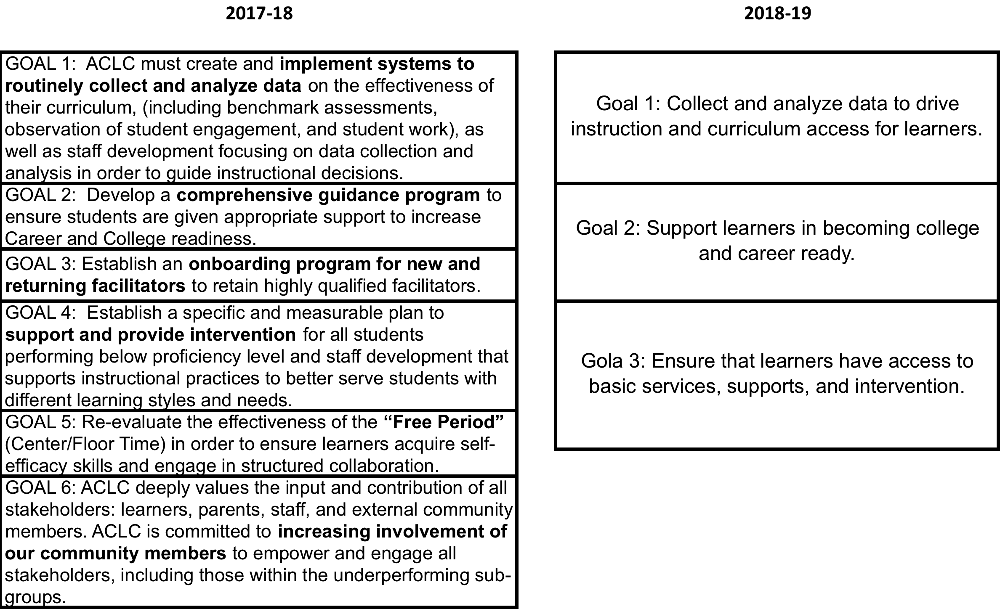 2017-18
GOAL 1:  ACLC must create and implement systems to
routinely collect and analyze data on the effectiveness of
their curriculum, (including benchmark assessments,
observation of student engagement, and student work), as
well as staff development focusing on data collection and
analysis in order to guide instructional decisions.
GOAL 2:  Develop a comprehensive guidance program to
ensure students are given appropriate support to increase
Career and College readiness.
GOAL 3: Establish an onboarding program for new and
returning facilitators to retain highly qualified facilitators.
GOAL 4:  Establish a specific and measurable plan to
support and provide intervention for all students
performing below proficiency level and staff development that
supports instructional practices to better serve students with
different learning styles and needs.
GOAL 5: Re-evaluate the effectiveness of the “Free Period”
(Center/Floor Time) in order to ensure learners acquire self-
efficacy skills and engage in structured collaboration.
GOAL 6: ACLC deeply values the input and contribution of all
stakeholders: learners, parents, staff, and external community
members. ACLC is committed to increasing involvement of
our community members to empower and engage all
stakeholders, including those within the underperforming sub-
groups.
2018-19
Goal 1: Collect and analyze data to drive
instruction and curriculum access for learners.
Goal 2: Support learners in becoming college
and career ready.
Gola 3: Ensure that learners have access to
basic services, supports, and intervention.